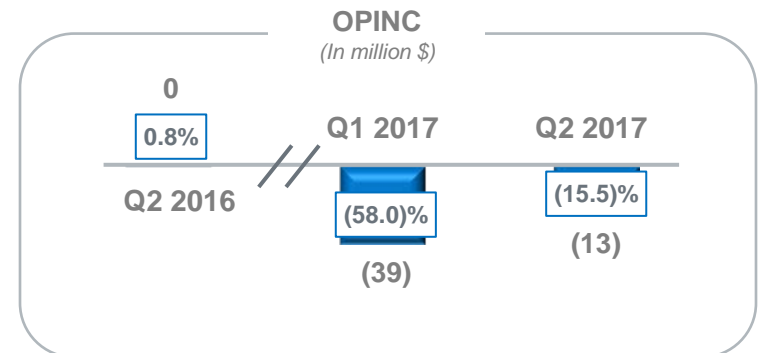 OPINC
(In million $)
0
0.8%
Q2 2016
Q1 2017
(58.0)%
(39)
Q2 2017
(15.5)%
(13)